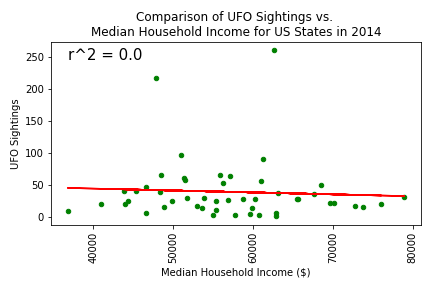 Comparison of UFO Sightings vs.
Median Household Income for US States in 2014
r^2 = 0.0
250
200
150
100
50
0
UFO Sightings
40000
50000
60000
70000
80000
Median Household Income ($)